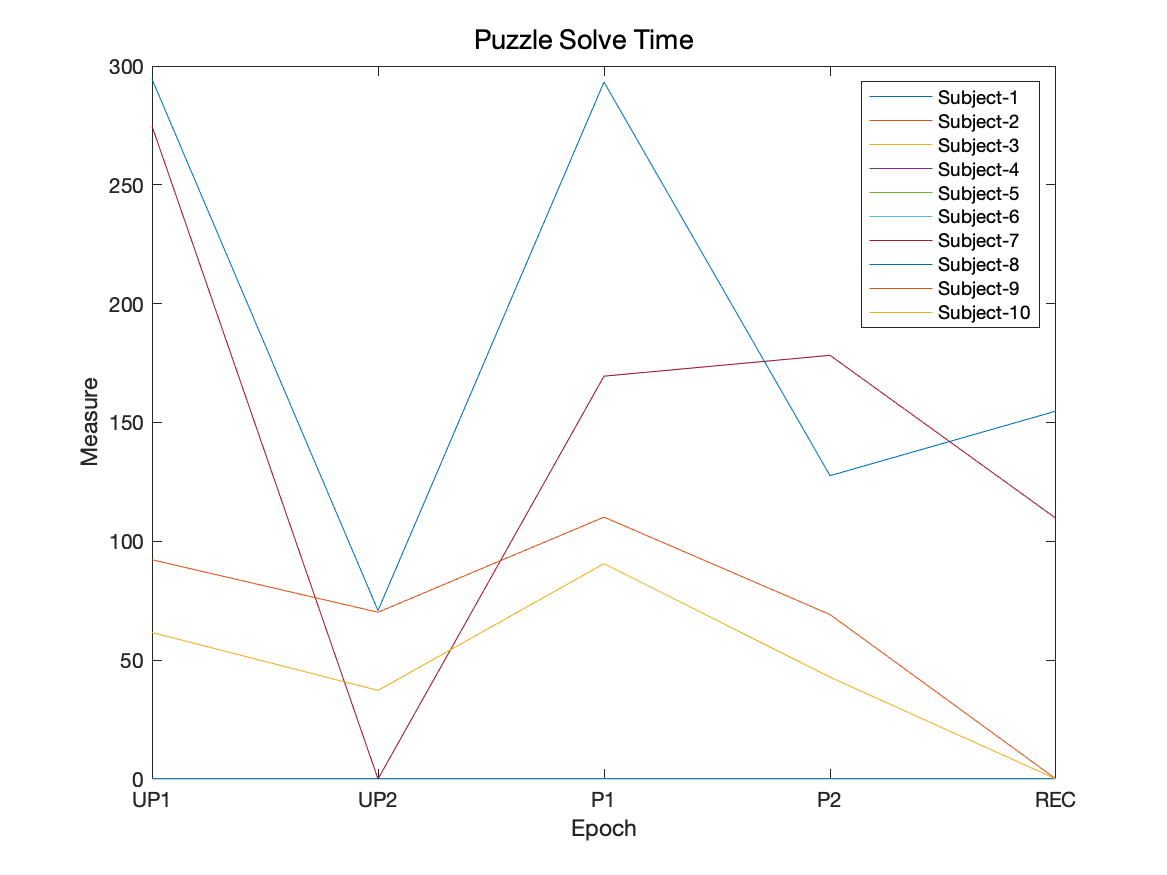 Puzzle Solve Time
300
250
200
150
100
50
0
Measure
UP1 UP2 P1 P2 REC
Epoch
Subject-1
Subject-2
Subject-3
Subject-4
Subject-5
Subject-6
Subject-7
Subject-8
Subject-9
Subject-10